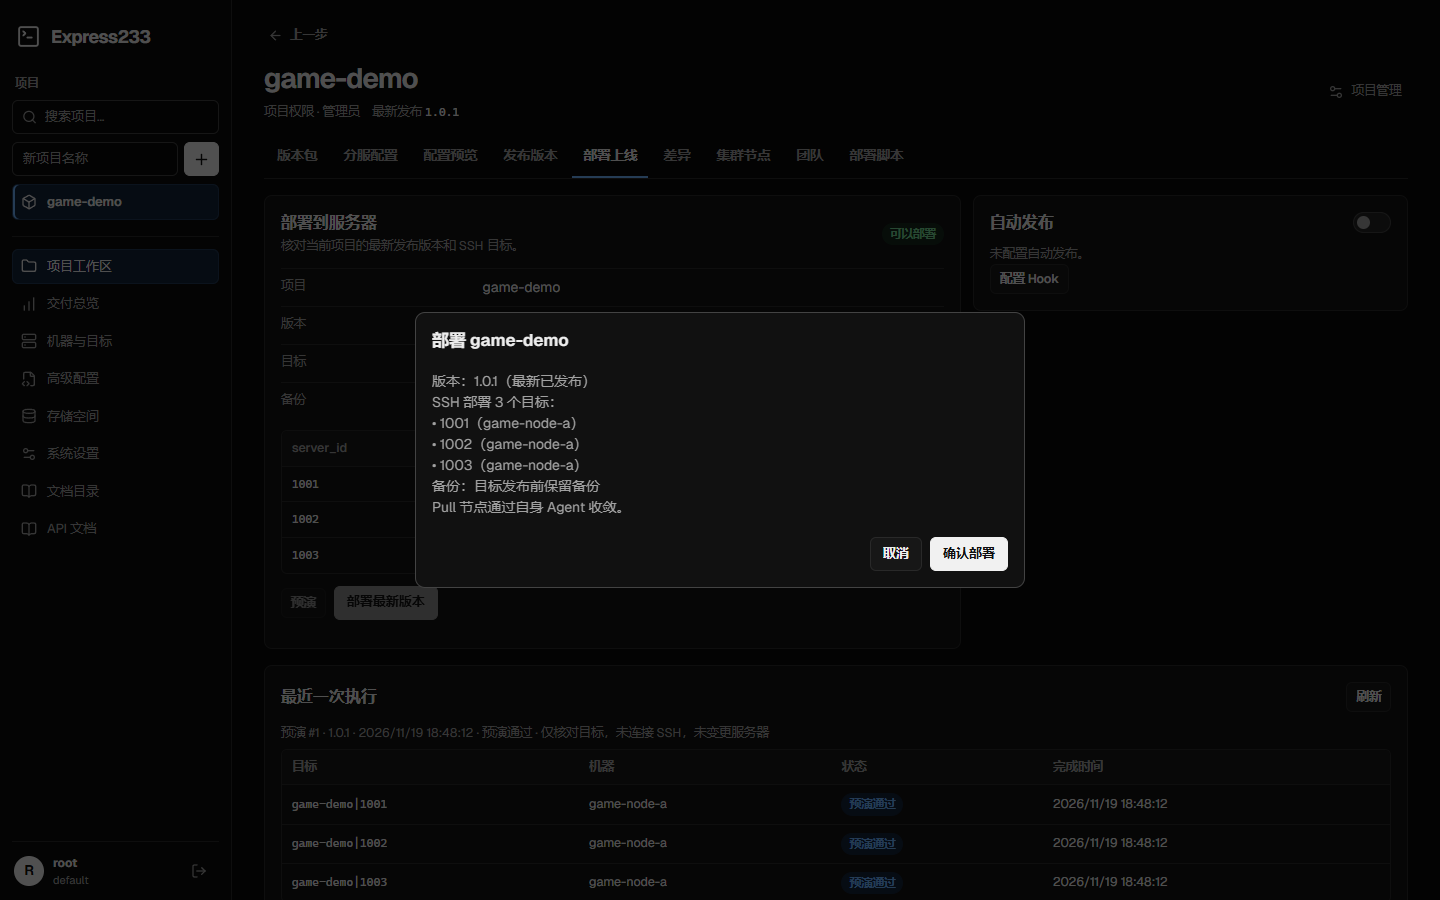 Express233
项目
搜索项目...
新项目名称
game-demo
项目工作区
交付总览
机器与目标
高级配置
存储空间
系统设置
文档目录
API 文档
R
root
default
上一步
game-demo
项目权限 · 管理员 最新发布 1.0.1
项目管理
版本包 分服配置 配置预览 发布版本 部署上线 差异 集群节点 团队 部署脚本
部署到服务器
核对当前项目的最新发布版本和 SSH 目标。
可以部署
项目 game-demo
版本
目标
备份
server_id
1001
1002
1003
预演 部署最新版本
自动发布
未配置自动发布。
配置 Hook
部署 game-demo
版本：1.0.1（最新已发布）
SSH 部署 3 个目标：
• 1001（game-node-a）
• 1002（game-node-a）
• 1003（game-node-a）
备份：目标发布前保留备份
Pull 节点通过自身 Agent 收敛。
取消 确认部署
最近一次执行
刷新
预演 #1 · 1.0.1 · 2026/11/19 18:48:12 · 预演通过 · 仅核对目标，未连接 SSH，未变更服务器
目标 机器 状态 完成时间
game-demo|1001 game-node-a 预演通过 2026/11/19 18:48:12
game-demo|1002 game-node-a 预演通过 2026/11/19 18:48:12
game-demo|1003 game-node-a 预演通过 2026/11/19 18:48:12